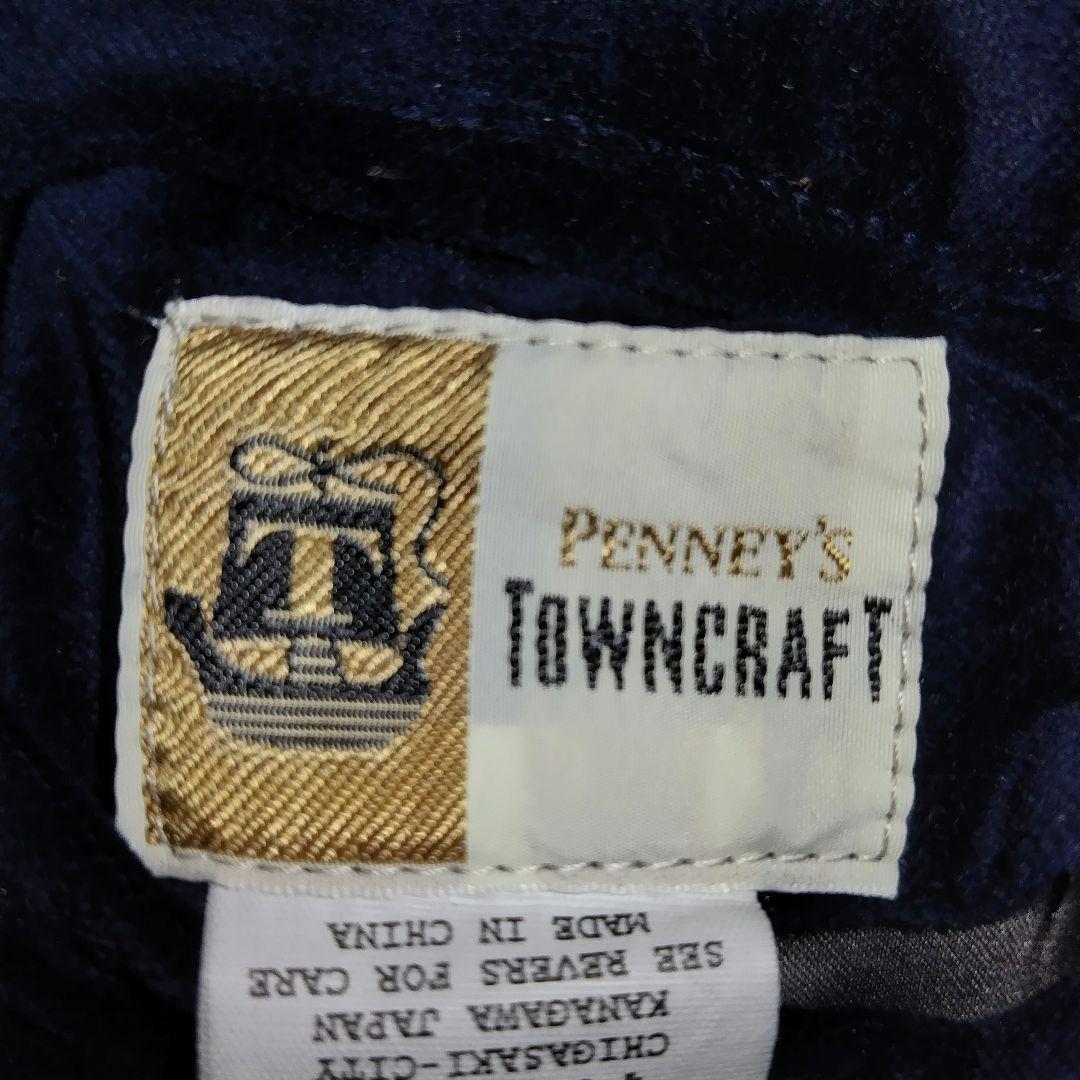 T
PENNEY'S
TOWNCRAFT
CHIGASAKI-CITY
KANAGAWA JAPAN
SEE REVERS FOR CARE
MADE IN CHINA